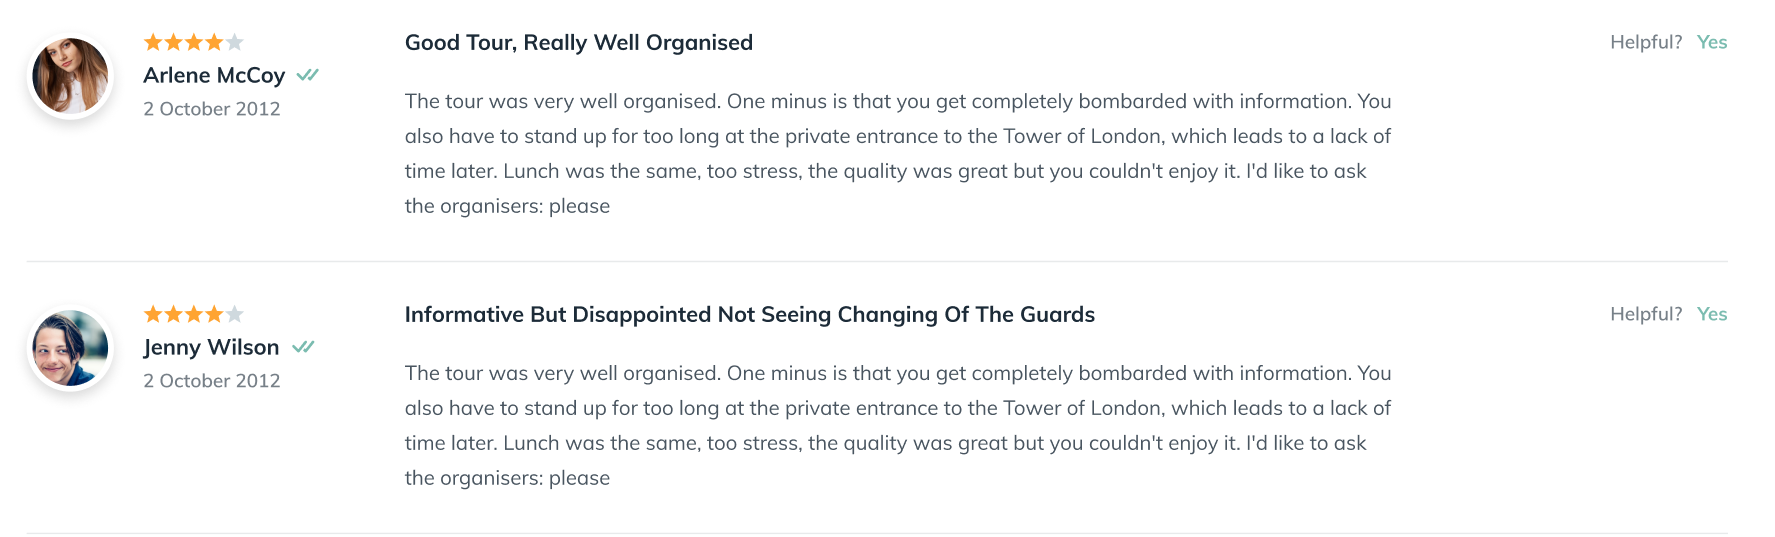 Good Tour, Really Well Organised
Helpful? Yes
Arlene McCoy
2 October 2012
The tour was very well organised. One minus is that you get completely bombarded with information. You
also have to stand up for too long at the private entrance to the Tower of London, which leads to a lack of
time later. Lunch was the same, too stress, the quality was great but you couldn't enjoy it. I'd like to ask
the organisers: please
Informative But Disappointed Not Seeing Changing Of The Guards
Helpful? Yes
Jenny Wilson
2 October 2012
The tour was very well organised. One minus is that you get completely bombarded with information. You
also have to stand up for too long at the private entrance to the Tower of London, which leads to a lack of
time later. Lunch was the same, too stress, the quality was great but you couldn't enjoy it. I'd like to ask
the organisers: please